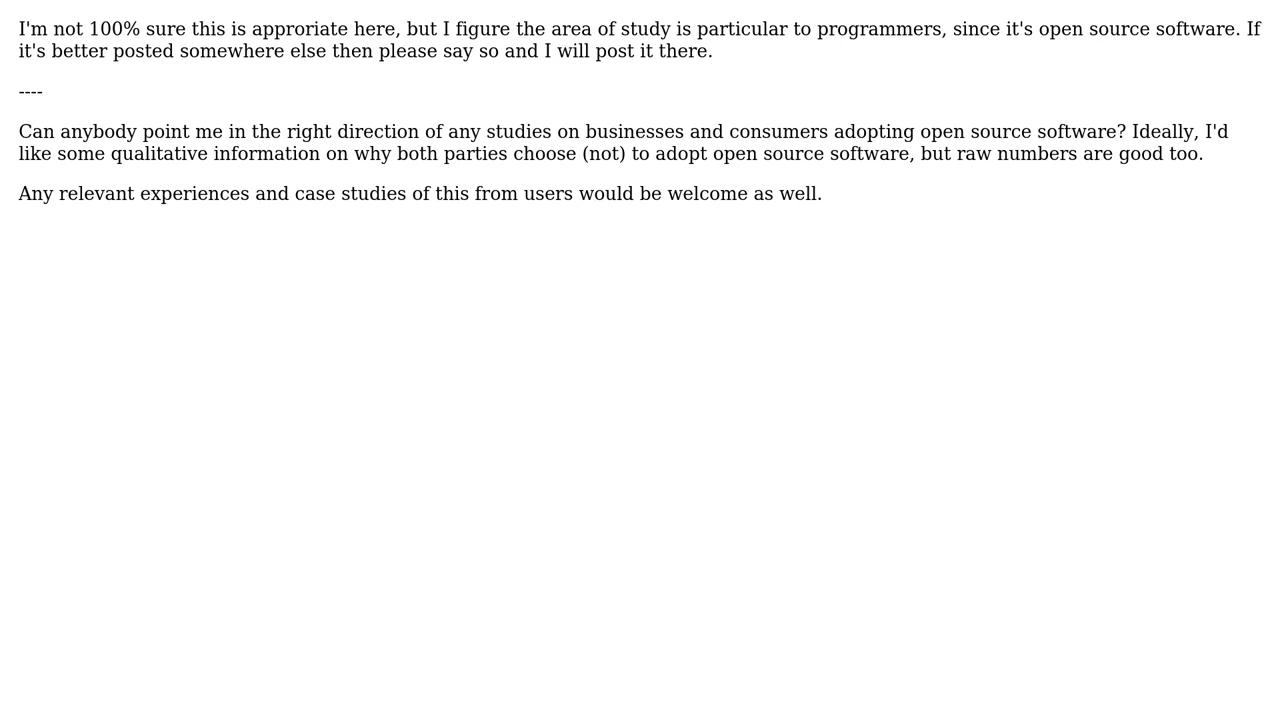 I'm not 100% sure this is approriate here, but I figure the area of study is particular to programmers, since it's open source software. If
it's better posted somewhere else then please say so and I will post it there.
----
Can anybody point me in the right direction of any studies on businesses and consumers adopting open source software? Ideally, I'd
like some qualitative information on why both parties choose (not) to adopt open source software, but raw numbers are good too.
Any relevant experiences and case studies of this from users would be welcome as well.